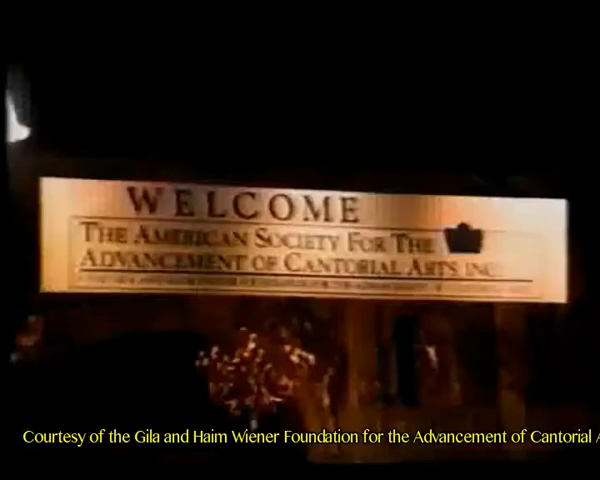 WELCOME
THE AMERICAN SOCIETY FOR THE
ADVANCEMENT OF CANTORIAL ARTS INC.
Courtesy of the Gila and Haim Wiener Foundation for the Advancement of Cantorial A